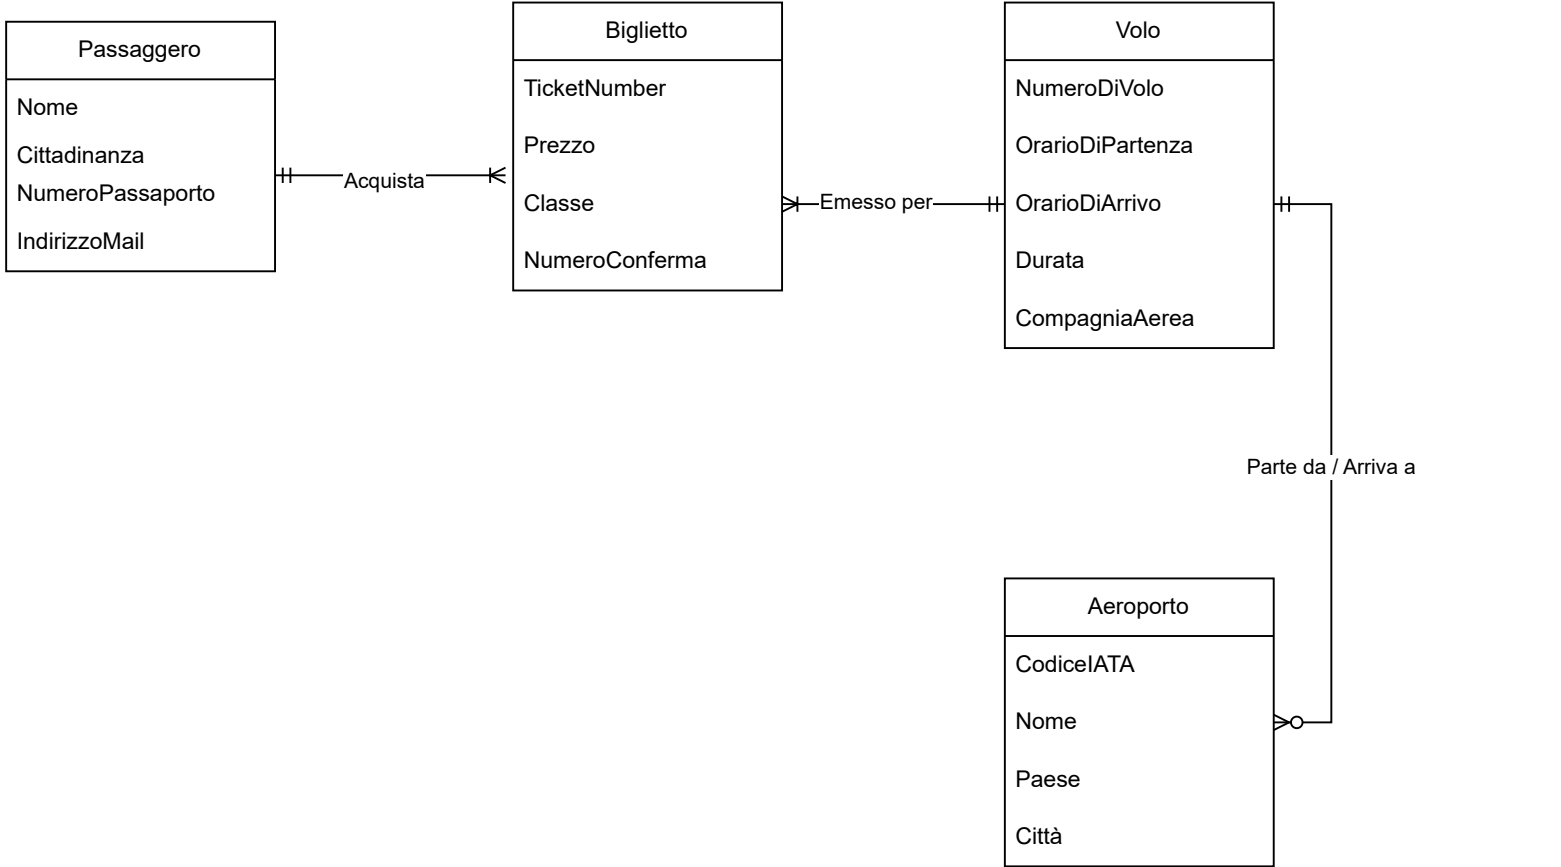 Passaggero
Nome
Cittadinanza
NumeroPassaporto
IndirizzoMail
Acquista
Biglietto
TicketNumber
Prezzo
Classe
NumeroConferma
Emesso per
Volo
NumeroDiVolo
OrarioDiPartenza
OrarioDiArrivo
Durata
CompagniaAerea
Parte da / Arriva a
Aeroporto
CodiceIATA
Nome
Paese
Città